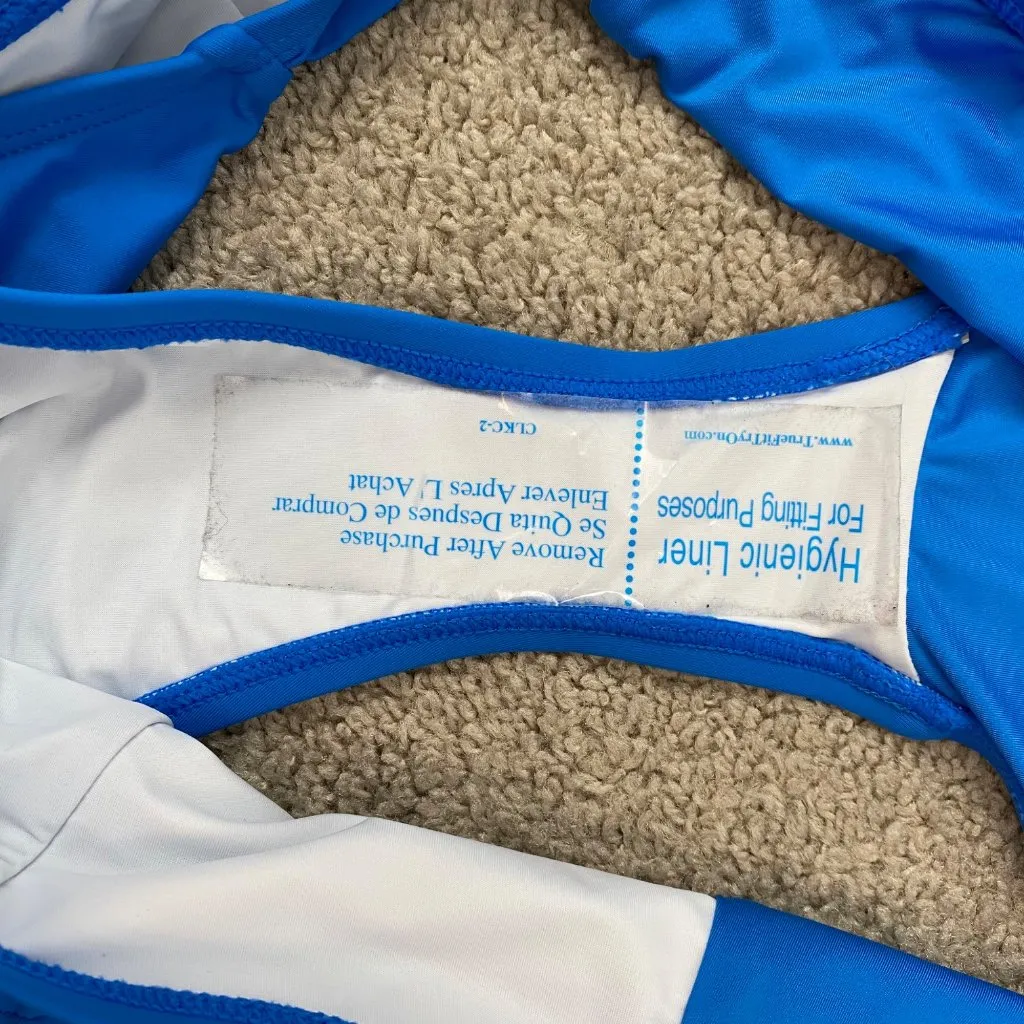 Hygienic Liner
For Fitting Purposes
www.TrueFitTryOn.com
Remove After Purchase
Se Quita Despues de Comprar
Enlever Apres L' Achat
CLKC-2